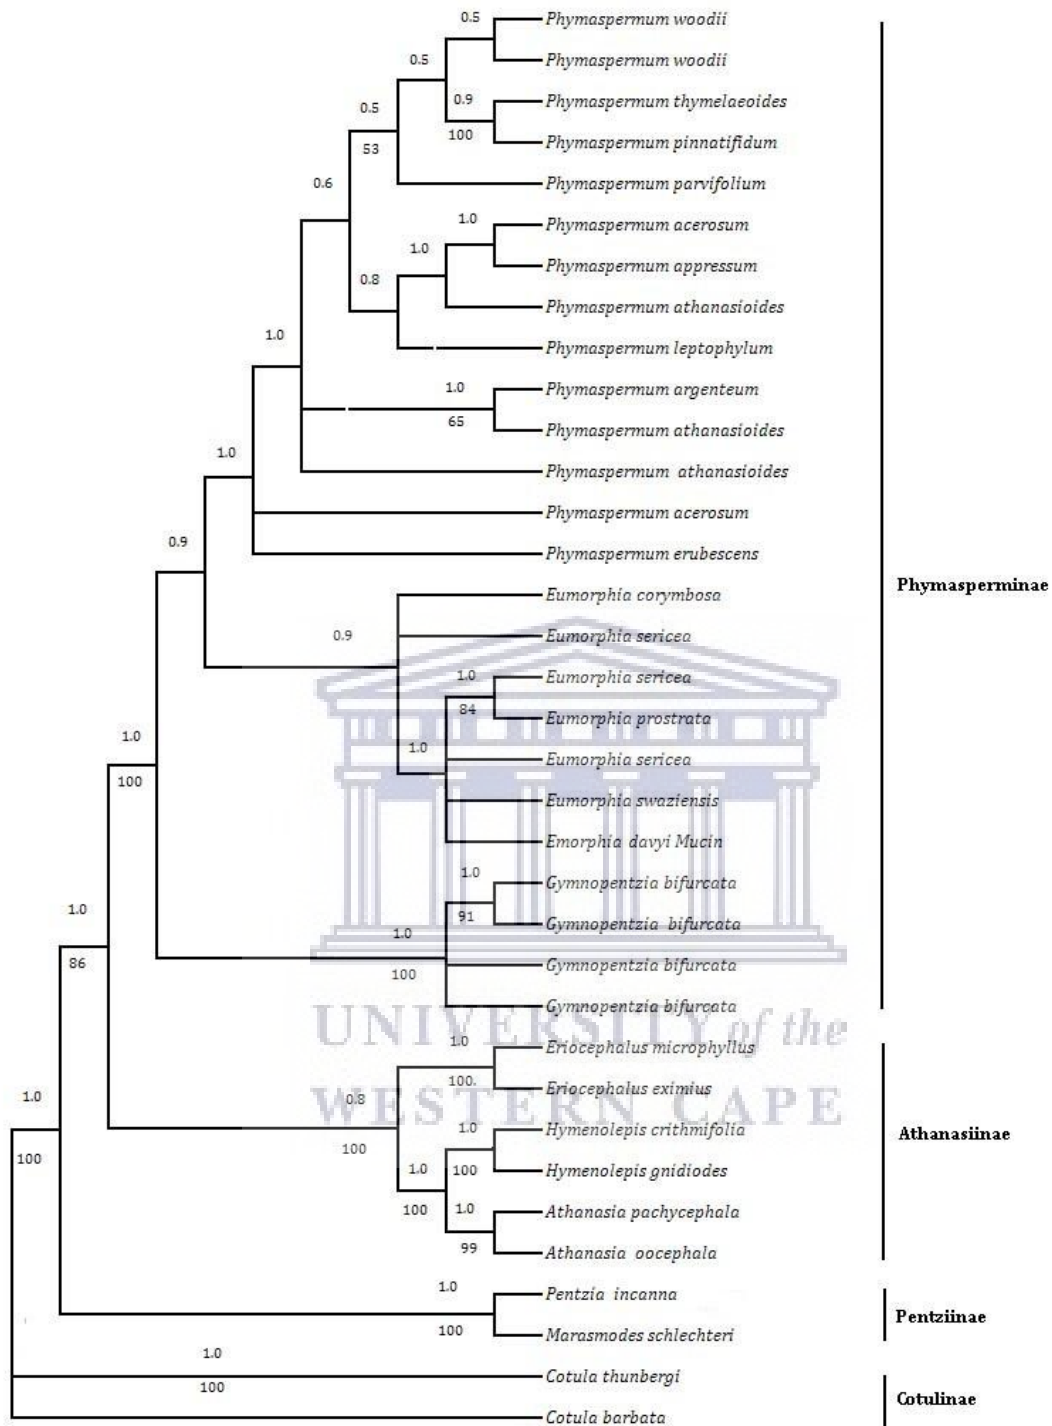 0.5
Phymaspermum woodii
0.5
Phymaspermum woodii
0.5
0.9
Phymaspermum thymelaeoides
100
Phymaspermum pinnatifidum
53
0.6
Phymaspermum parvifolium
1.0
Phymaspermum acerosum
1.0
Phymaspermum appressum
0.8
Phymaspermum athanasioides
1.0
Phymaspermum leptophylum
1.0
Phymaspermum argenteum
65
Phymaspermum athanasioides
1.0
Phymaspermum athanasioides
Phymaspermum acerosum
0.9
Phymaspermum erubescens
Phymasperminae
Eumorphia corymbosa
0.9
Eumorphia sericea
1.0
Eumorphia sericea
84
Eumorphia prostrata
1.0
1.0
Eumorphia sericea
100
Eumorphia swaziensis
Emorphia davyi Mucin
1.0
Gymnopentzia bifurcata
1.0
91
Gymnopentzia bifurcata
1.0
86
Gymnopentzia bifurcata
100
Gymnopentzia bifurcata
UNIVERSITY of the
1.0
Eriocephalus microphyllus
100.
Eriocephalus eximius
1.0
0.8
WESTERN CAPE
1.0
Hymenolepis crithmifolia
Athanasiinae
100
100
1.0
100
Hymenolepis gnidiodes
100
1.0
Athanasia pachycephala
99
Athanasia oocephala
1.0
Pentzia incanna
Pentziinae
100
Marasmodes schlechteri
1.0
Cotula thunbergi
100
Cotulinae
Cotula barbata